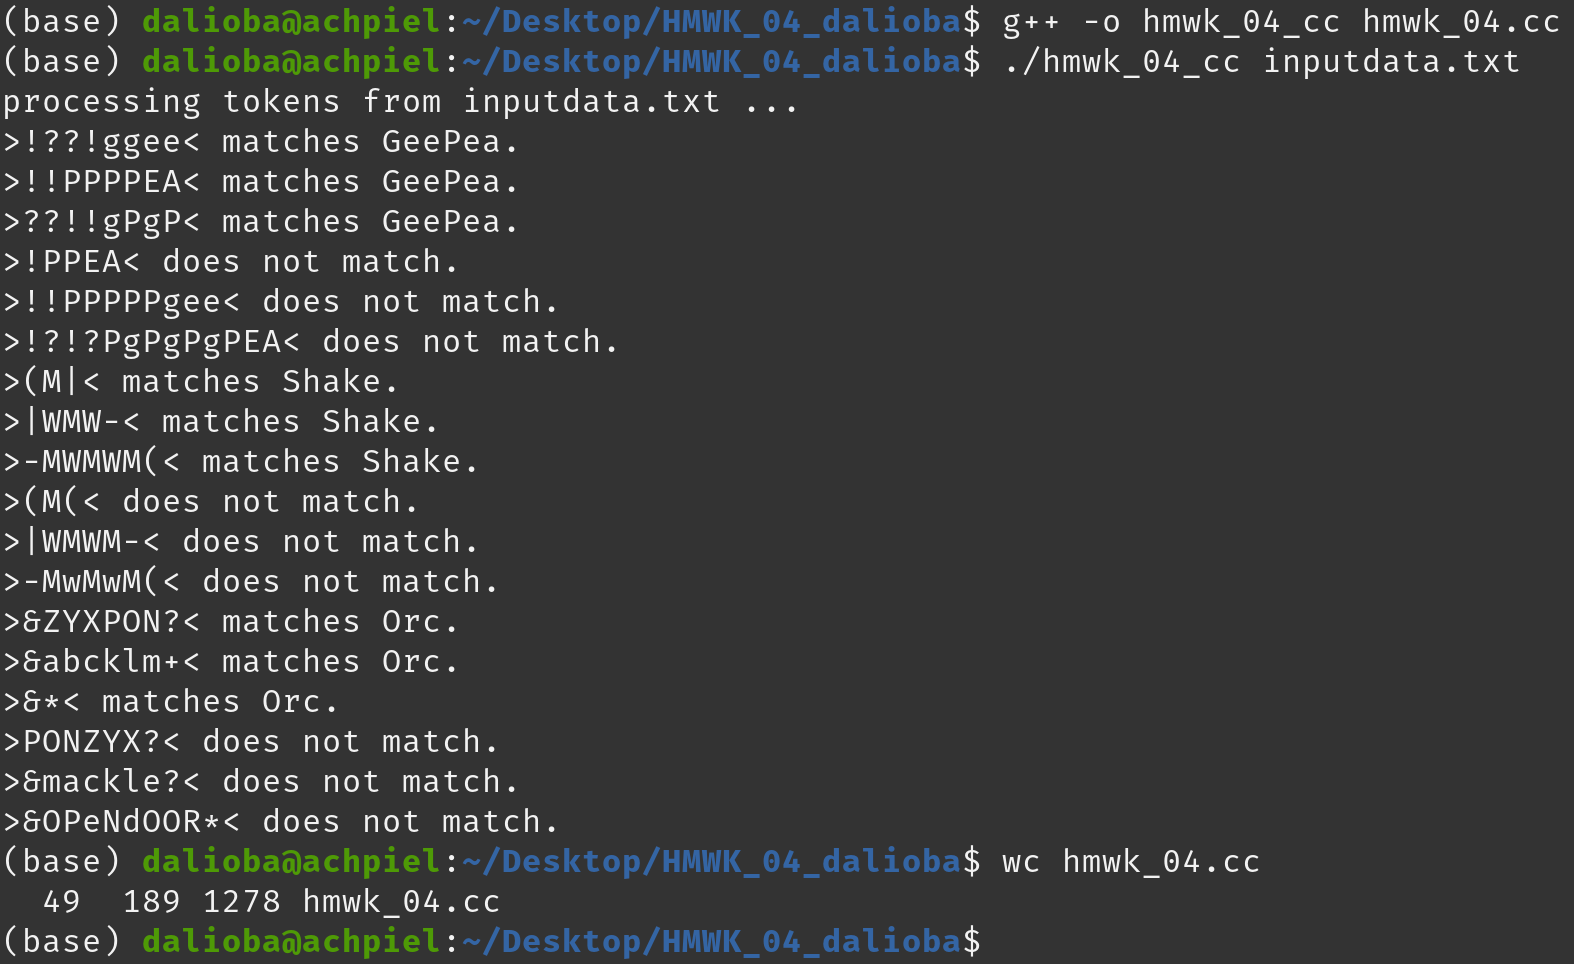 (base) dalioba@achpiel:~/Desktop/HMWK_04_dalioba$ g++ -o hmwk_04_cc hmwk_04.cc
(base) dalioba@achpiel:~/Desktop/HMWK_04_dalioba$ ./hmwk_04_cc inputdata.txt
processing tokens from inputdata.txt ...
>!??!ggee< matches GeePea.
>!!PPPPEA< matches GeePea.
>??!!gPgP< matches GeePea.
>!PPEA< does not match.
>!!PPPPPgee< does not match.
>!?!?PgPgPgPEA< does not match.
>(M|< matches Shake.
>|WMW-< matches Shake.
>-MWMWM(< matches Shake.
>(M(< does not match.
>|WMWM-< does not match.
>-MwMwM(< does not match.
>&ZYXPON?< matches Orc.
>&abcklm+< matches Orc.
>&*< matches Orc.
>PONZYX?< does not match.
>&mackle?< does not match.
>&OPeNdOOR*< does not match.
(base) dalioba@achpiel:~/Desktop/HMWK_04_dalioba$ wc hmwk_04.cc
  49  189 1278 hmwk_04.cc
(base) dalioba@achpiel:~/Desktop/HMWK_04_dalioba$